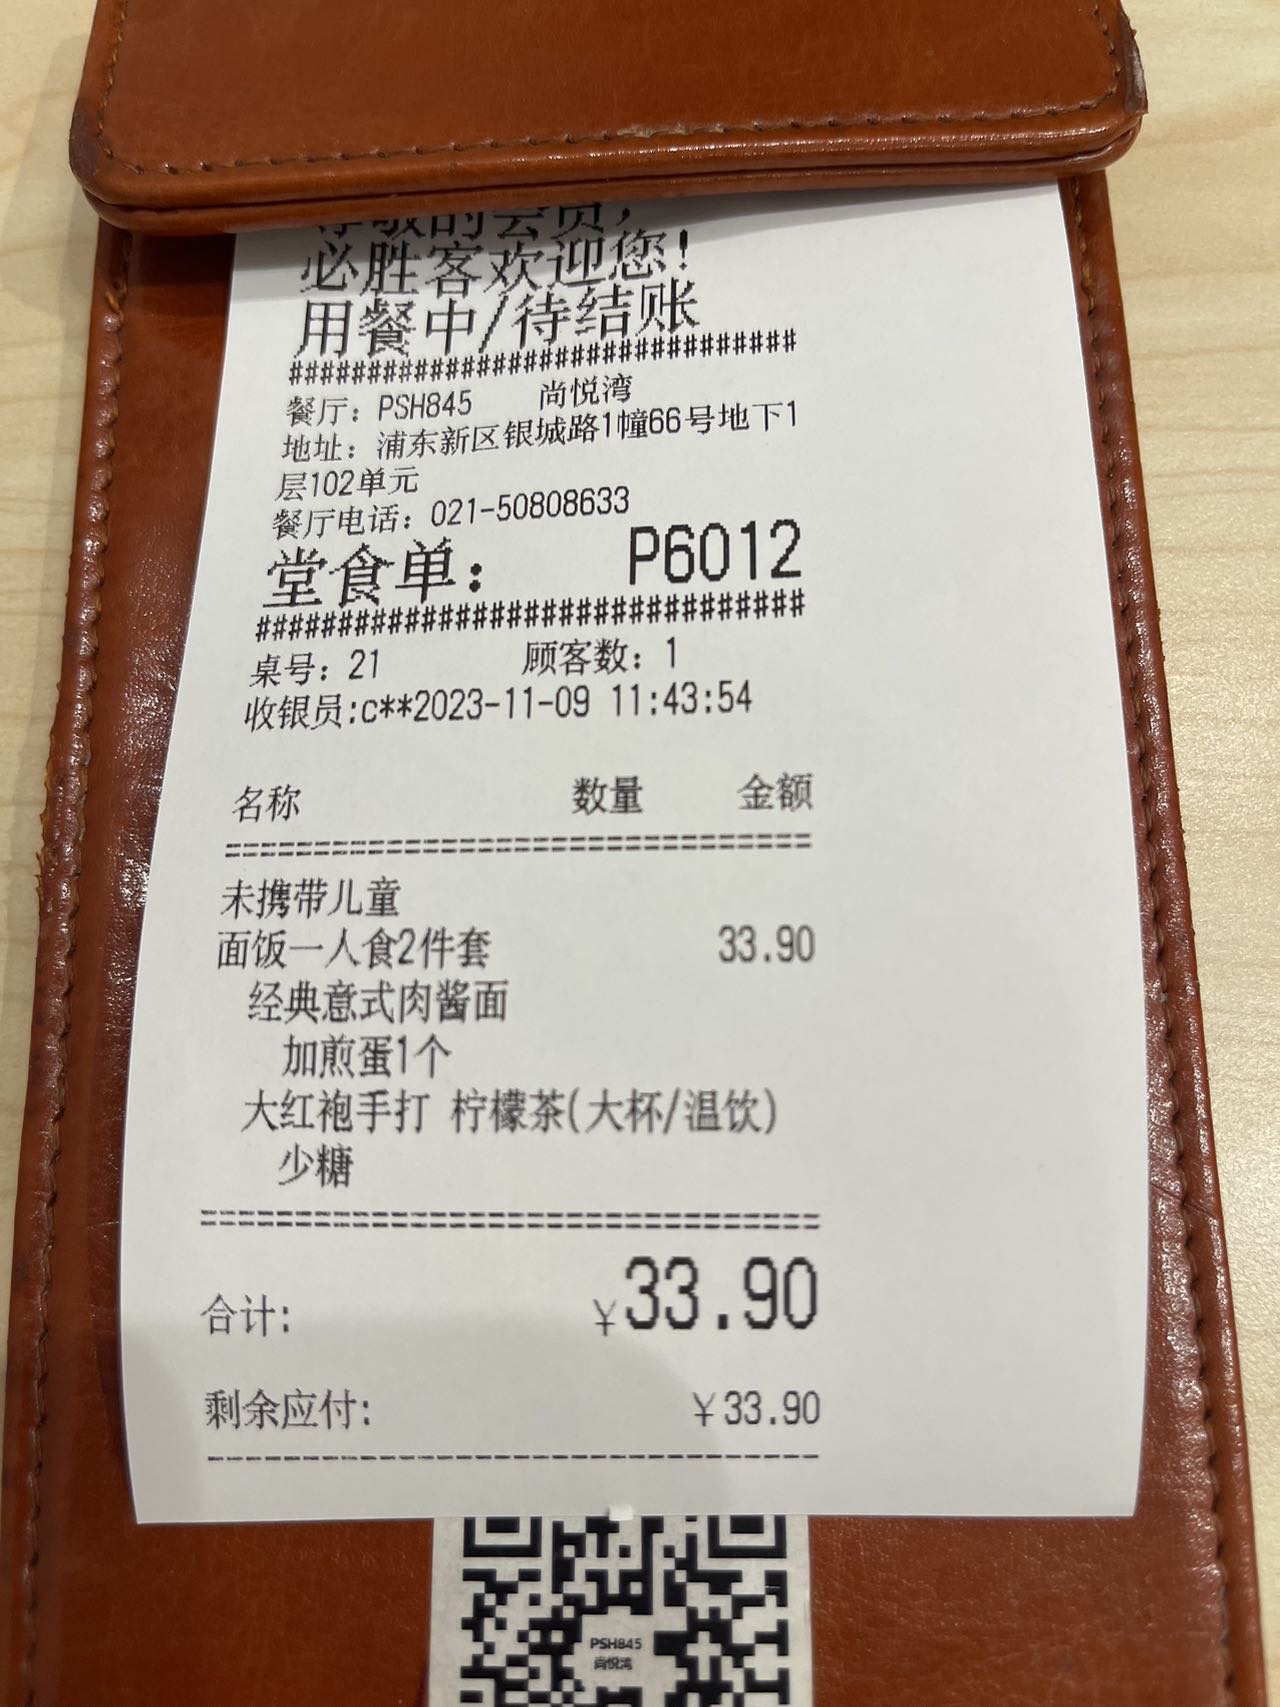 尊敬的会员，
必胜客欢迎您!
用餐中/待结账
################################
餐厅: PSH845 尚悦湾
地址: 浦东新区银城路1幢66号地下1
层102单元
餐厅电话: 021-50808633
堂食单: P6012
################################
桌号: 21 顾客数: 1
收银员:c**2023-11-09 11:43:54
名称 数量 金额
================================
未携带儿童
面饭一人食2件套 33.90
经典意式肉酱面
加煎蛋1个
大红袍手打 柠檬茶(大杯/温饮)
少糖
================================
合计: ¥33.90
剩余应付: ¥33.90
--------------------------------
PSH845
尚悦湾